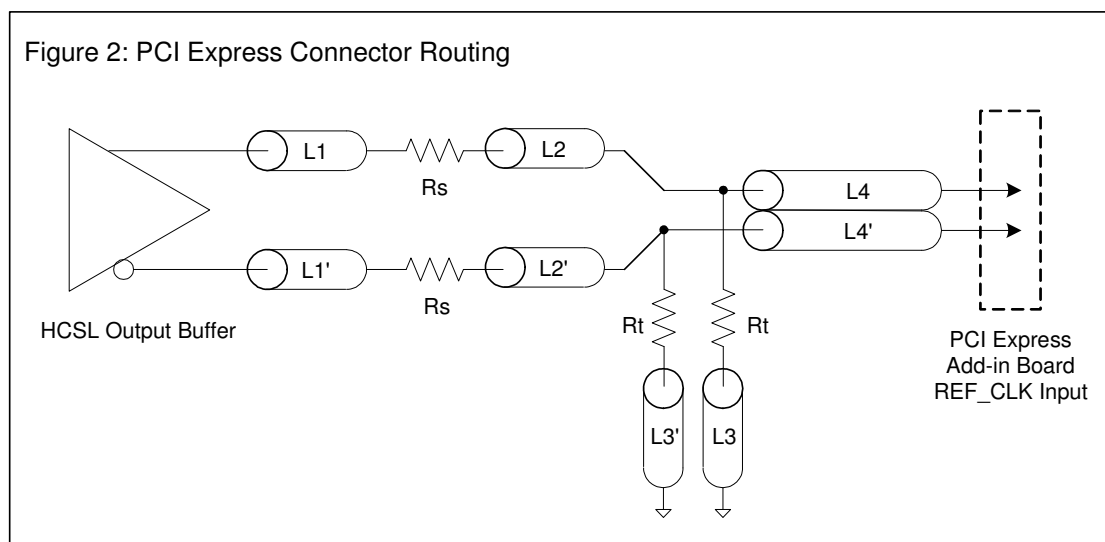 Figure 2: PCI Express Connector Routing
L1
Rs
L2
L4
L4'
L1'
Rs
L2'
HCSL Output Buffer
Rt
Rt
L3'
L3
PCI Express
Add-in Board
REF_CLK Input